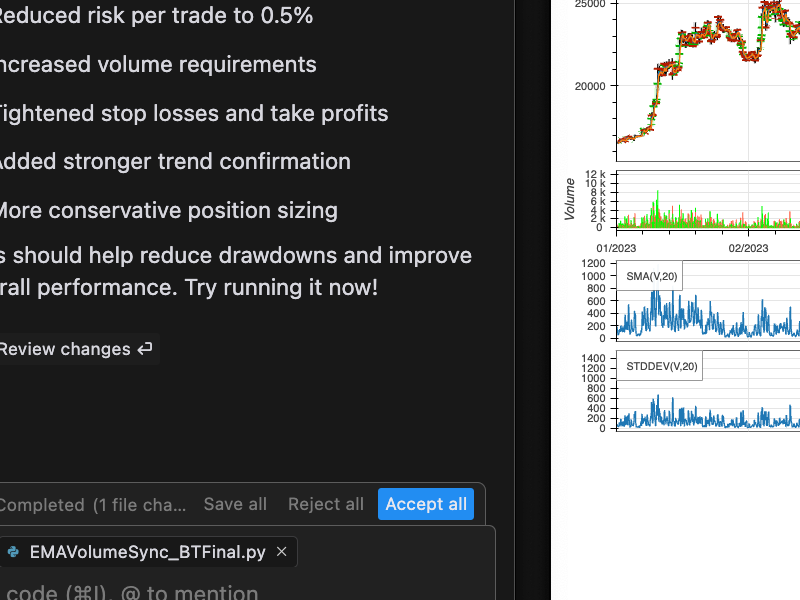 Reduced risk per trade to 0.5%
Increased volume requirements
Tightened stop losses and take profits
Added stronger trend confirmation
More conservative position sizing
s should help reduce drawdowns and improve
rall performance. Try running it now!
Review changes ⏎
Completed (1 file cha... Save all Reject all Accept all
EMAVolumeSync_BTFinal.py ×
code (⌘I), @ to mention
25000
20000
Volume
12 k
10 k
8 k
6 k
4 k
2 k
0
01/2023 02/2023
1200
1000
800
600
400
200
0
SMA(V,20)
1400
1200
1000
800
600
400
200
0
STDDEV(V,20)